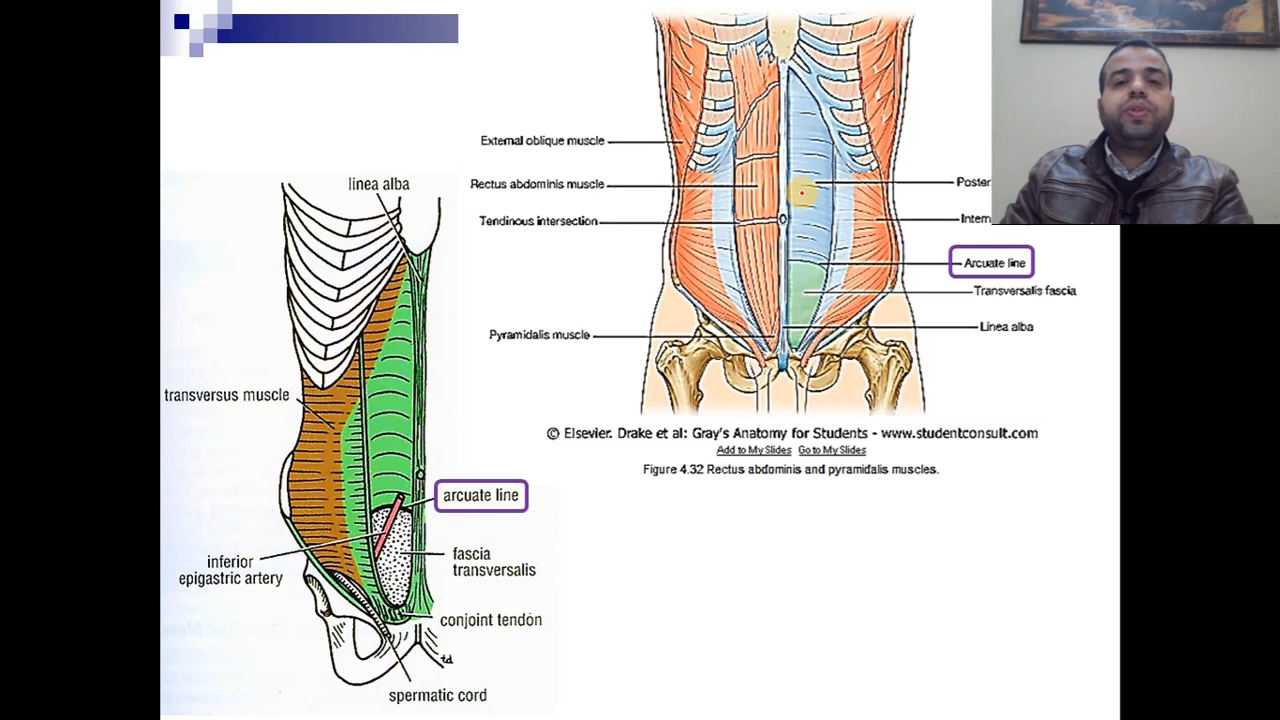 External oblique muscle
Rectus abdominis muscle
Tendinous intersection
Pyramidalis muscle
Arcuate line
Transversalis fascia
Linea alba
© Elsevier. Drake et al: Gray's Anatomy for Students - www.studentconsult.com
Add to My Slides Go to My Slides
Figure 4.32 Rectus abdominis and pyramidalis muscles.
linea alba
transversus muscle
arcuate line
inferior
epigastric artery
fascia
transversalis
conjoint tendon
td
spermatic cord